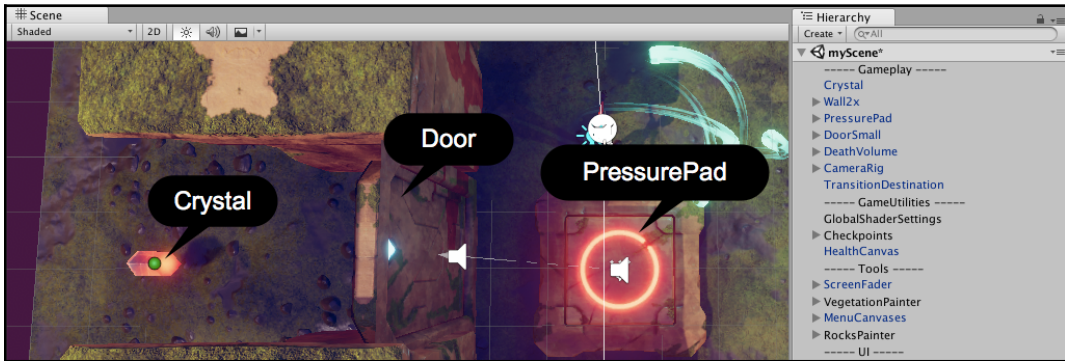 Scene
Shaded
2D
Crystal
Door
PressurePad
Hierarchy
Create
All
myScene*
----- Gameplay -----
Crystal
Wall2x
PressurePad
DoorSmall
DeathVolume
CameraRig
TransitionDestination
----- GameUtilities -----
GlobalShaderSettings
Checkpoints
HealthCanvas
----- Tools -----
ScreenFader
VegetationPainter
MenuCanvases
RocksPainter
----- UI -----